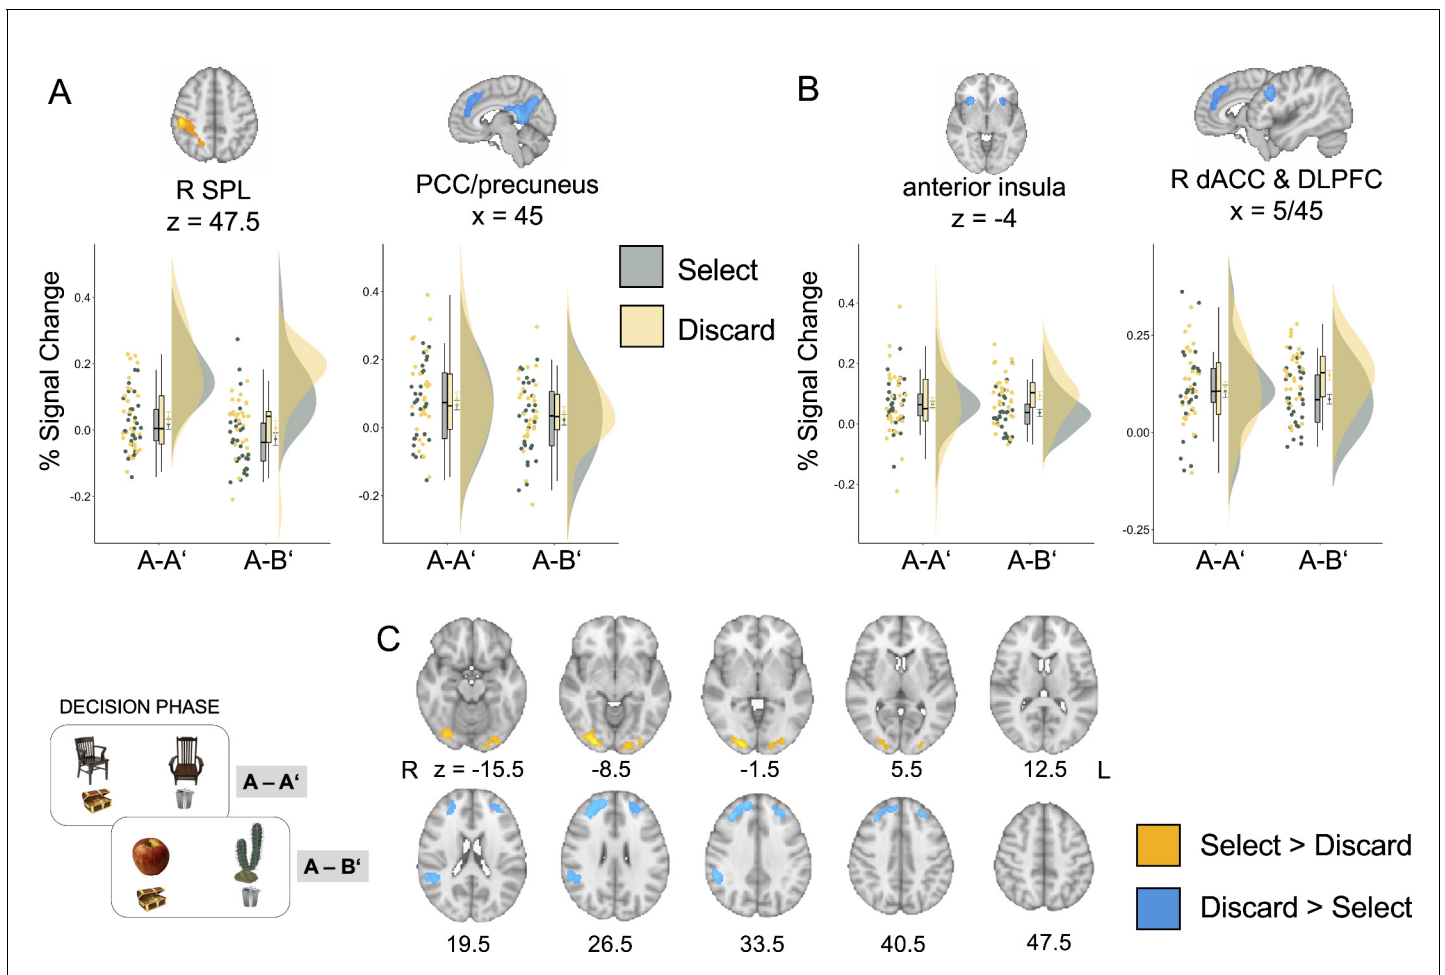 A
R SPL
z = 47.5
PCC/precuneus
x = 45
% Signal Change
0.4
0.2
0.0
-0.2
A-A‘
A-B‘
0.4
0.2
0.0
-0.2
A-A‘
A-B‘
Select
Discard
B
anterior insula
z = -4
R dACC & DLPFC
x = 5/45
% Signal Change
0.4
0.2
0.0
-0.2
A-A‘
A-B‘
0.25
0.00
-0.25
A-A‘
A-B‘
DECISION PHASE
A – A‘
A – B‘
C
R z = -15.5 -8.5 -1.5 5.5 12.5 L
19.5 26.5 33.5 40.5 47.5
Select > Discard
Discard > Select